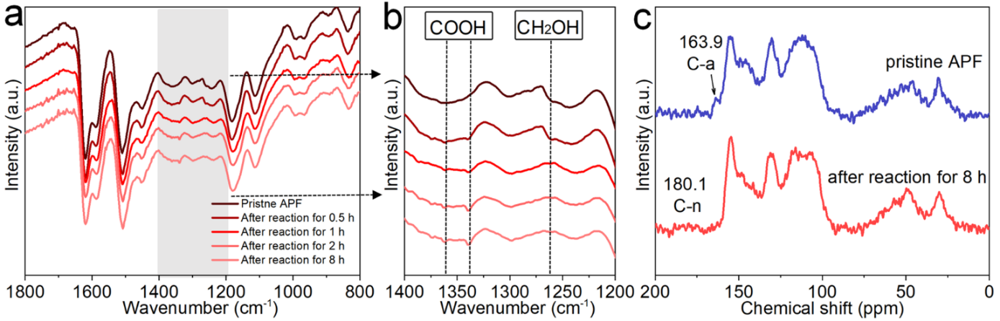 a
Intensity (a.u.)
Pristne APF
After reaction for 0.5 h
After reaction for 1 h
After reaction for 2 h
After reaction for 8 h
1800 1600 1400 1200 1000 800
Wavenumber (cm⁻¹)
b
COOH CH₂OH
Intensity (a.u.)
1400 1350 1300 1250 1200
Wavenumber (cm⁻¹)
c
163.9
C-a
pristine APF
180.1
C-n
after reaction for 8 h
Intensity (a.u.)
200 150 100 50 0
Chemical shift (ppm)